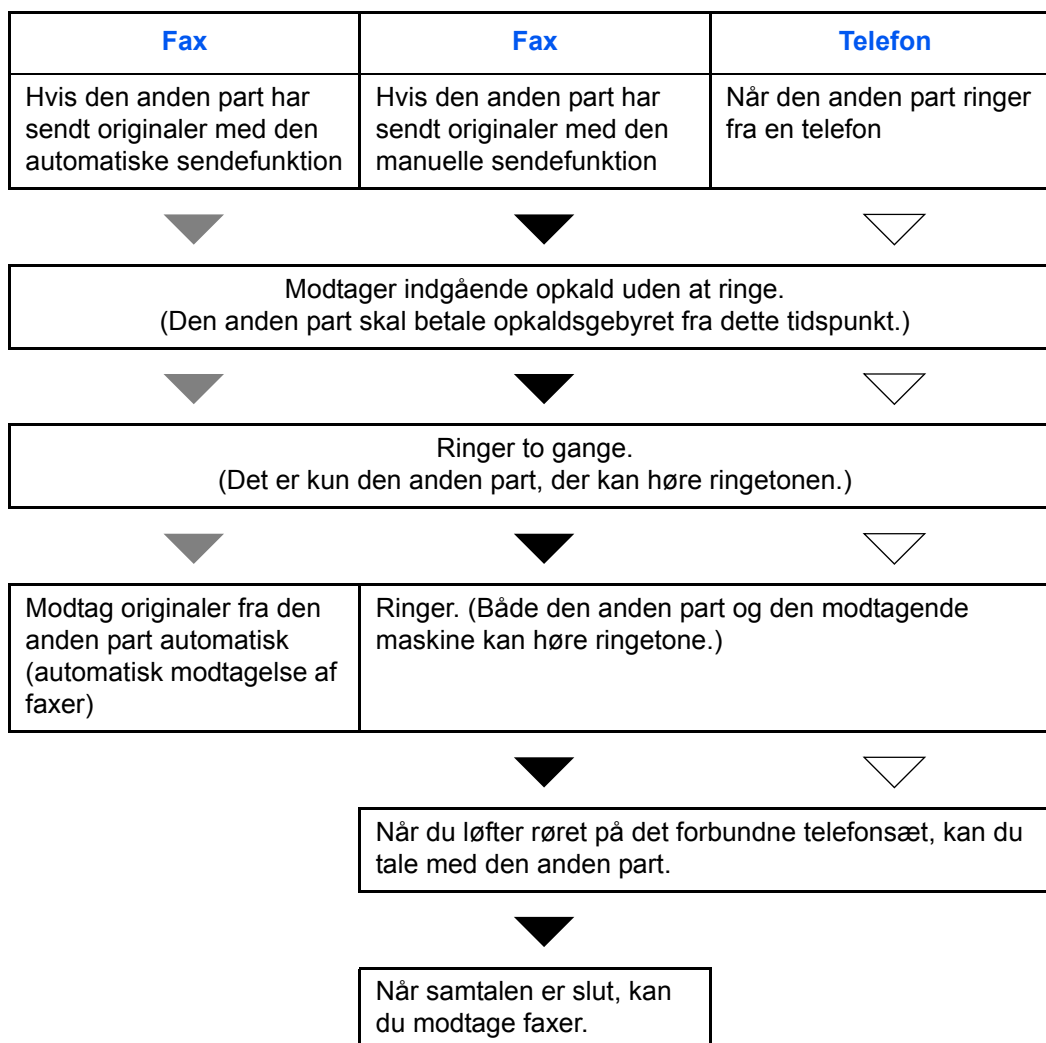 Fax
Fax
Telefon
Hvis den anden part har
sendt originaler med den
automatiske sendefunktion
Hvis den anden part har
sendt originaler med den
manuelle sendefunktion
Når den anden part ringer
fra en telefon
Modtager indgående opkald uden at ringe.
(Den anden part skal betale opkaldsgebyret fra dette tidspunkt.)
Ringer to gange.
(Det er kun den anden part, der kan høre ringetonen.)
Modtag originaler fra den
anden part automatisk
(automatisk modtagelse af
faxer)
Ringer. (Både den anden part og den modtagende
maskine kan høre ringetone.)
Når du løfter røret på det forbundne telefonsæt, kan du
tale med den anden part.
Når samtalen er slut, kan
du modtage faxer.